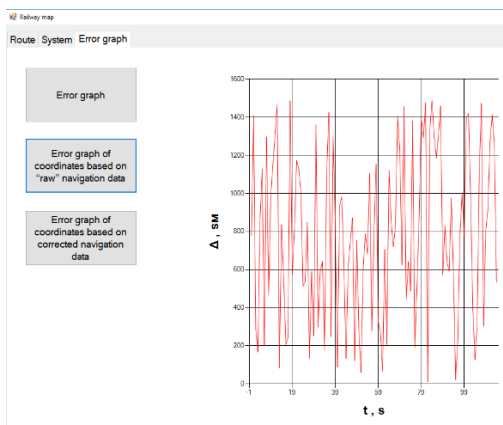 Railway map
Route System Error graph
Error graph
Error graph of
coordinates based on
“raw” navigation data
Error graph of
coordinates based on
corrected navigation
data
1600
1400
1200
1000
800
600
400
200
0
Δ , sм
-1 19 39 59 79 99
t , s